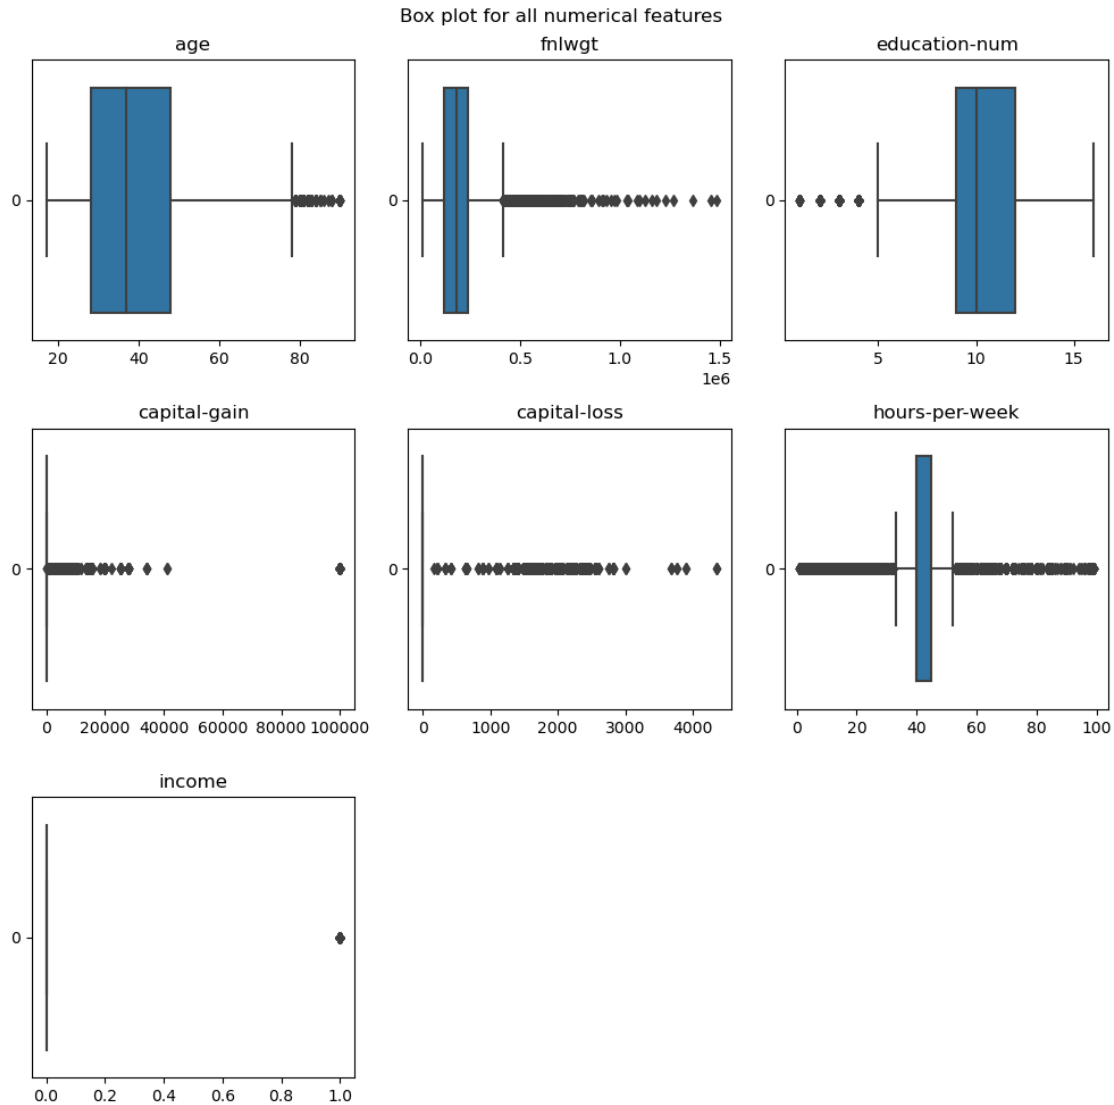 Box plot for all numerical features
age
fnlwgt
education-num
0
0
0
20 40 60 80
0.0 0.5 1.0 1.5
1e6
5 10 15
capital-gain
capital-loss
hours-per-week
0
0
0
0 20000 40000 60000 80000 100000
0 1000 2000 3000 4000
0 20 40 60 80 100
income
0
0.0 0.2 0.4 0.6 0.8 1.0